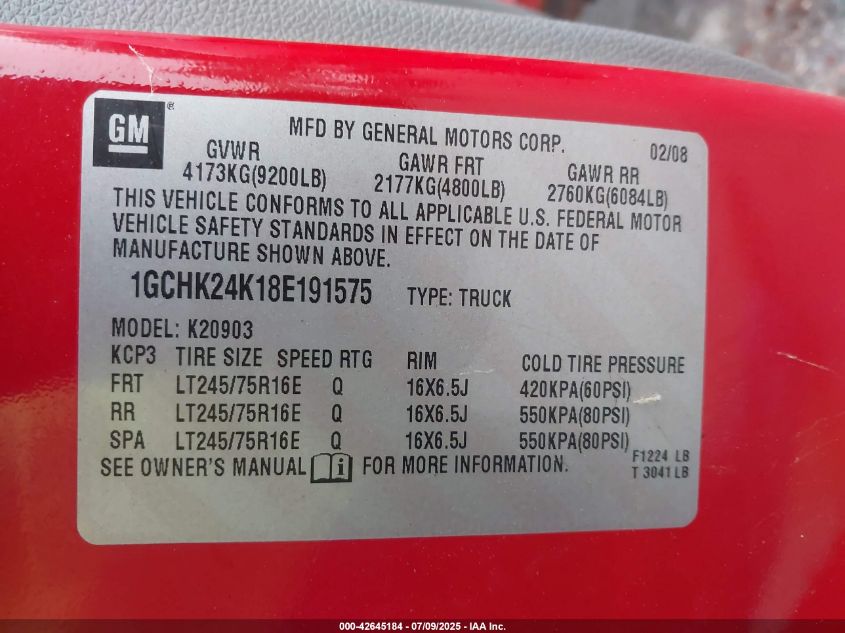 GM ® MFD BY GENERAL MOTORS CORP. 02/08
GVWR GAWR FRT GAWR RR
4173KG(9200LB) 2177KG(4800LB) 2760KG(6084LB)
THIS VEHICLE CONFORMS TO ALL APPLICABLE U.S. FEDERAL MOTOR
VEHICLE SAFETY STANDARDS IN EFFECT ON THE DATE OF
MANUFACTURE SHOWN ABOVE.
1GCHK24K18E191575 TYPE: TRUCK
MODEL: K20903
KCP3 TIRE SIZE SPEED RTG RIM COLD TIRE PRESSURE
FRT LT245/75R16E Q 16X6.5J 420KPA(60PSI)
RR LT245/75R16E Q 16X6.5J 550KPA(80PSI)
SPA LT245/75R16E Q 16X6.5J 550KPA(80PSI)
SEE OWNER'S MANUAL i FOR MORE INFORMATION.
F1224 LB
T 3041 LB
000-42645184 - 07/09/2025 - IAA Inc.